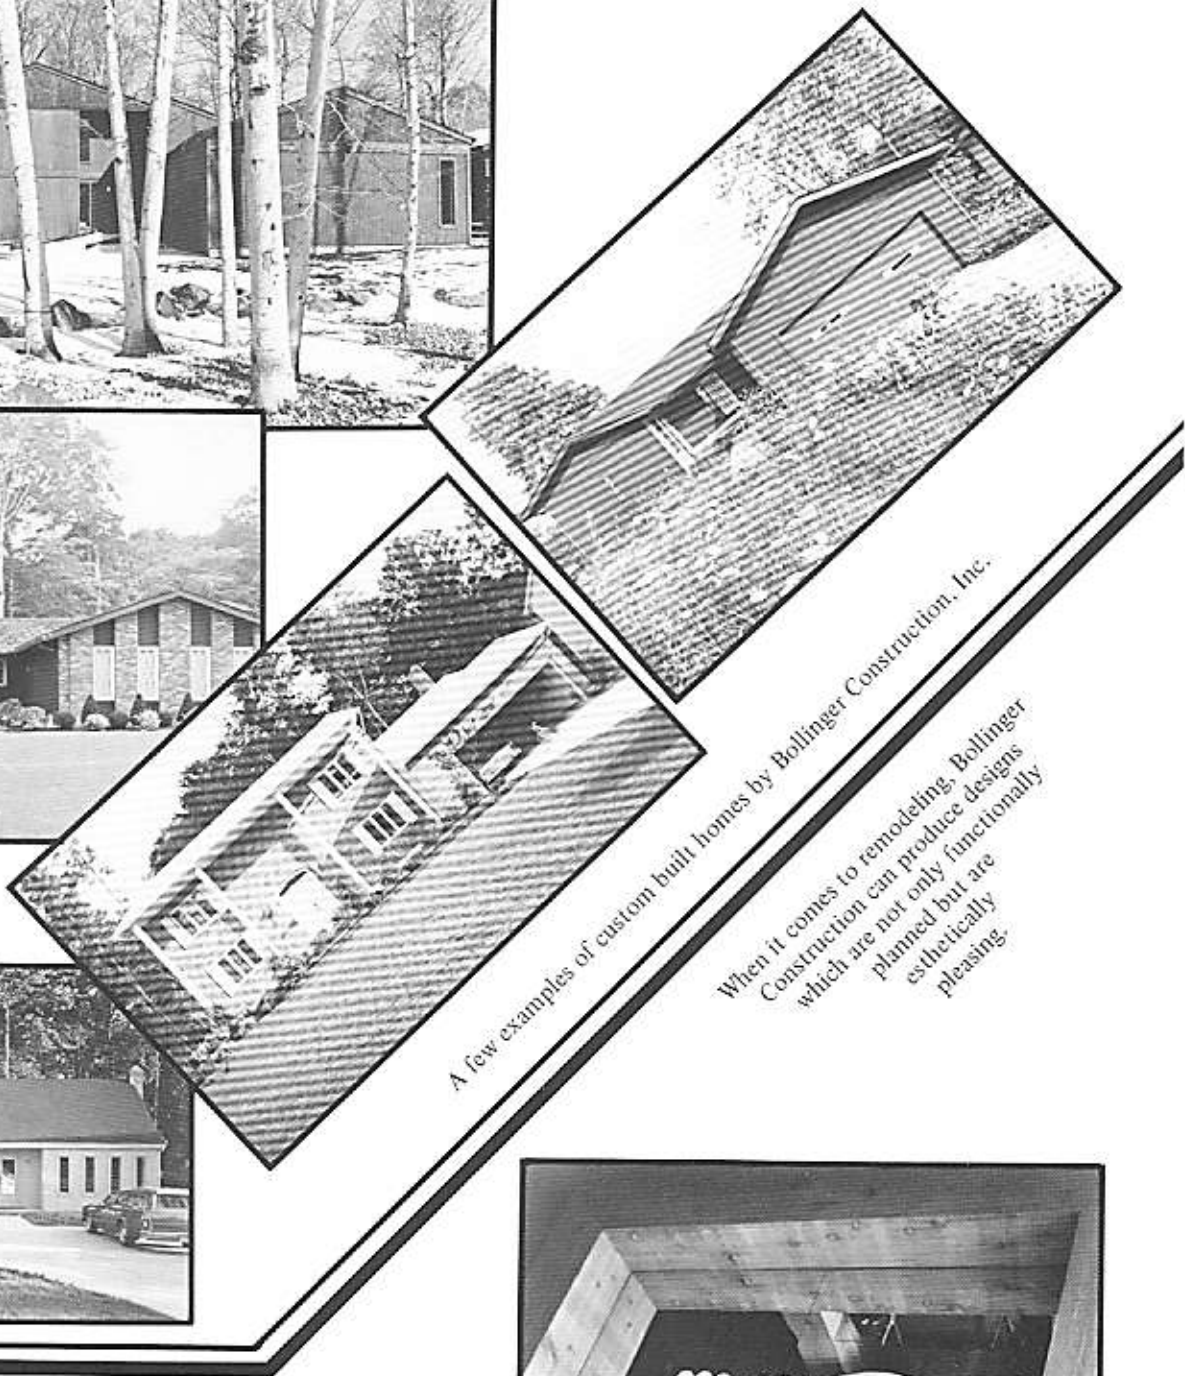 A few examples of custom built homes by Bollinger Construction, Inc.
When it comes to remodeling, Bollinger
Construction can produce designs
which are not only functionally
planned but are
esthetically
pleasing.